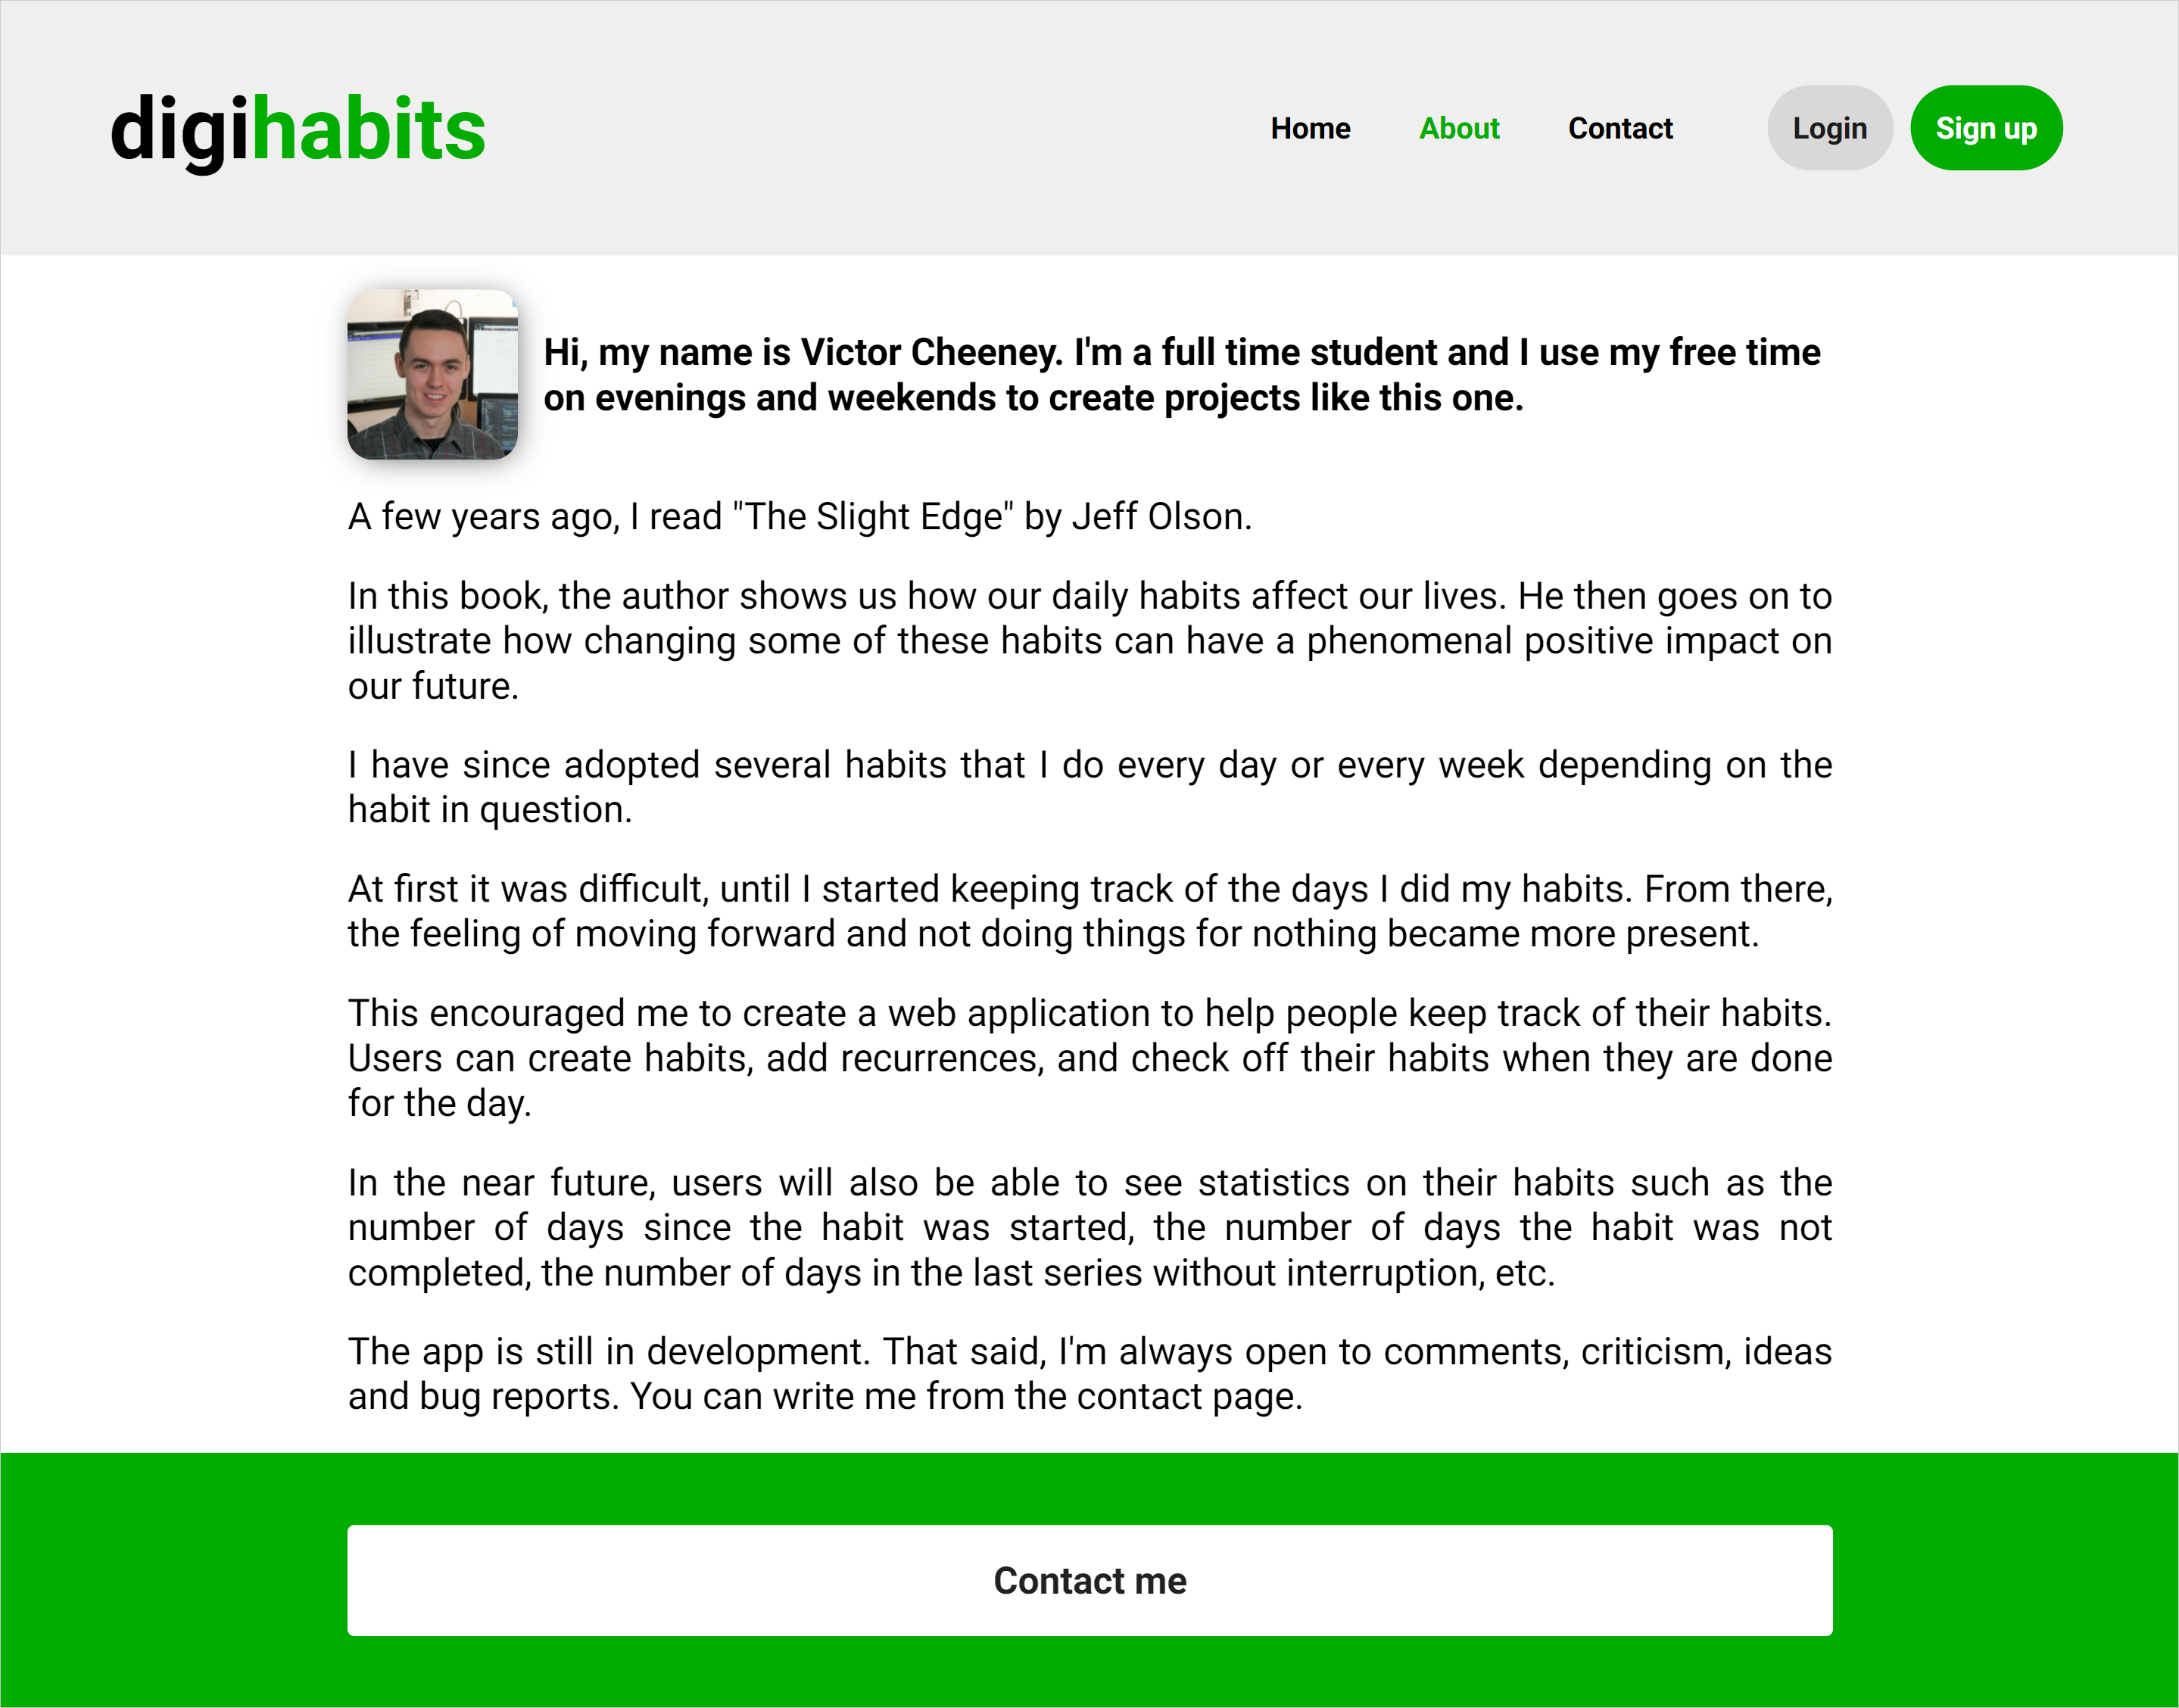 digihabits
Home About Contact Login Sign up
Hi, my name is Victor Cheeney. I'm a full time student and I use my free time
on evenings and weekends to create projects like this one.
A few years ago, I read "The Slight Edge" by Jeff Olson.
In this book, the author shows us how our daily habits affect our lives. He then goes on to
illustrate how changing some of these habits can have a phenomenal positive impact on
our future.
I have since adopted several habits that I do every day or every week depending on the
habit in question.
At first it was difficult, until I started keeping track of the days I did my habits. From there,
the feeling of moving forward and not doing things for nothing became more present.
This encouraged me to create a web application to help people keep track of their habits.
Users can create habits, add recurrences, and check off their habits when they are done
for the day.
In the near future, users will also be able to see statistics on their habits such as the
number of days since the habit was started, the number of days the habit was not
completed, the number of days in the last series without interruption, etc.
The app is still in development. That said, I'm always open to comments, criticism, ideas
and bug reports. You can write me from the contact page.
Contact me